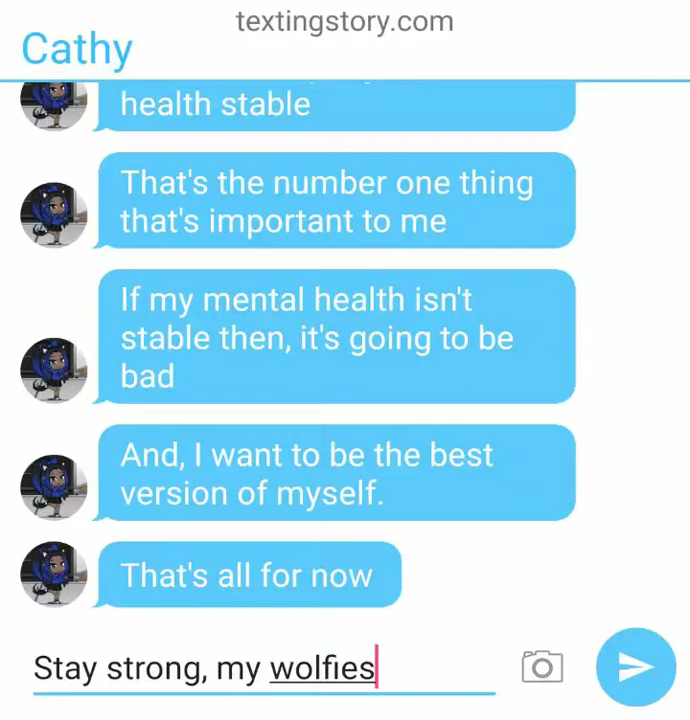 textingstory.com
Cathy
health stable
That's the number one thing
that's important to me
If my mental health isn't
stable then, it's going to be
bad
And, I want to be the best
version of myself.
That's all for now
Stay strong, my wolfies